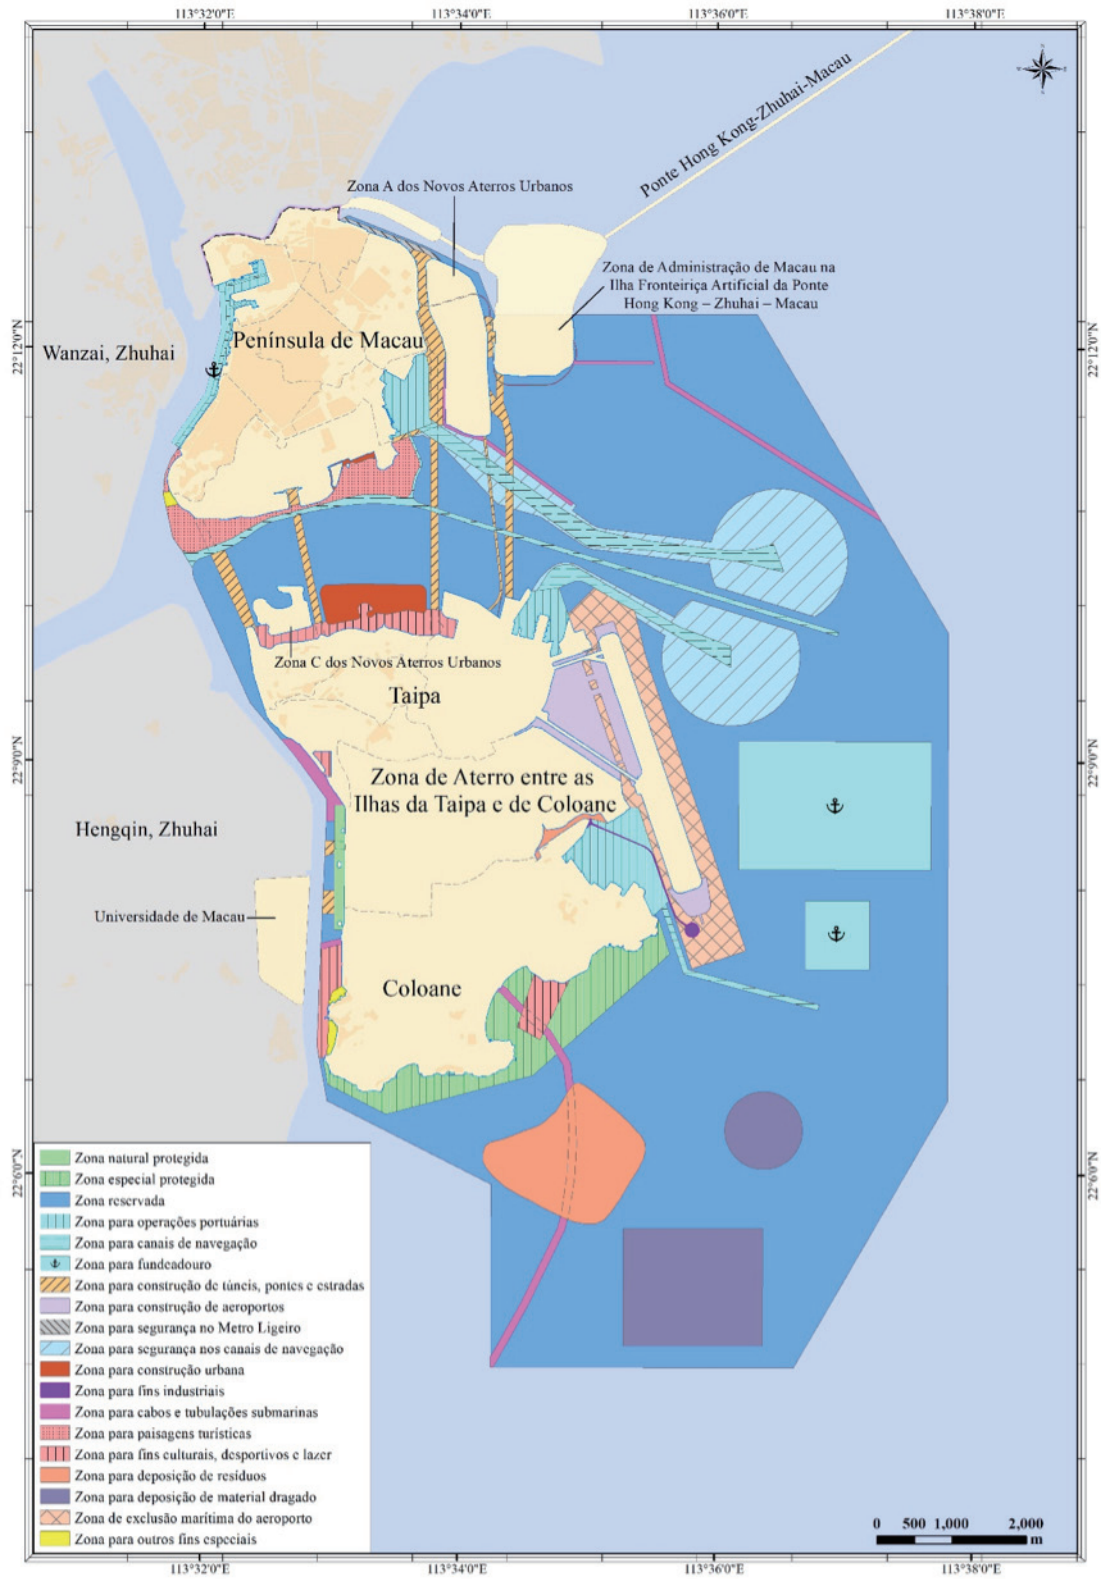 113°32'0"E
113°34'0"E
113°36'0"E
113°38'0"E
N
Ponte Hong Kong-Zhuhai-Macau
Zona A dos Novos Aterros Urbanos
Zona de Administração de Macau na
Ilha Fronteiriça Artificial da Ponte
Hong Kong – Zhuhai – Macau
22°12'0"N
22°12'0"N
Wanzai, Zhuhai
Península de Macau
Zona C dos Novos Aterros Urbanos
Taipa
22°9'0"N
22°9'0"N
Zona de Aterro entre as
Ilhas da Taipa e de Coloane
Hengqin, Zhuhai
Universidade de Macau
Coloane
22°6'0"N
22°6'0"N
Zona natural protegida
Zona especial protegida
Zona reservada
Zona para operações portuárias
Zona para canais de navegação
Zona para fundeadouro
Zona para construção de túneis, pontes e estradas
Zona para construção de aeroportos
Zona para segurança no Metro Ligeiro
Zona para segurança nos canais de navegação
Zona para construção urbana
Zona para fins industriais
Zona para cabos e tubulações submarinas
Zona para paisagens turísticas
Zona para fins culturais, desportivos e lazer
Zona para deposição de resíduos
Zona para deposição de material dragado
Zona de exclusão marítima do aeroporto
Zona para outros fins especiais
0 500 1,000 2,000
m
113°32'0"E
113°34'0"E
113°36'0"E
113°38'0"E